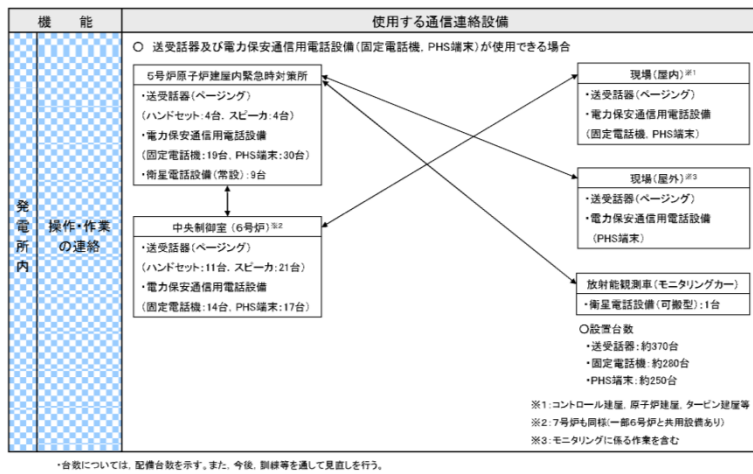 機　能
使用する通信連絡設備
発電所内
操作・作業
の連絡
○ 送受話器及び電力保安通信用電話設備(固定電話機, PHS端末)が使用できる場合
5号炉原子炉建屋内緊急時対策所
・送受話器(ページング)
(ハンドセット:4台, スピーカ:4台)
・電力保安通信用電話設備
(固定電話機:19台, PHS端末:30台)
・衛星電話設備(常設):9台
中央制御室(6号炉)※2
・送受話器(ページング)
(ハンドセット:11台, スピーカ:21台)
・電力保安通信用電話設備
(固定電話機:14台, PHS端末:17台)
現場(屋内)※1
・送受話器(ページング)
・電力保安通信用電話設備
(固定電話機, PHS端末)
現場(屋外)※3
・送受話器(ページング)
・電力保安通信用電話設備
(PHS端末)
放射能観測車(モニタリングカー)
・衛星電話設備(可搬型):1台
○設置台数
・送受話器:約370台
・固定電話機:約280台
・PHS端末:約250台
※1:コントロール建屋, 原子炉建屋, タービン建屋等
※2:7号炉も同様(一部6号炉と共用設備あり)
※3:モニタリングに係る作業を含む
・台数については, 配備台数を示す。また, 今後, 訓練等を通して見直しを行う。